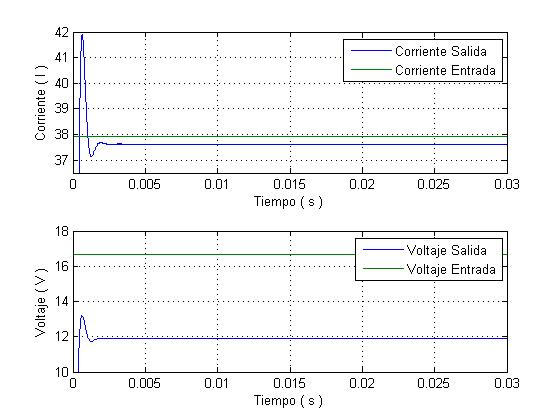 42
41
40
39
38
37
Corriente ( I )
Corriente Salida
Corriente Entrada
0 0.005 0.01 0.015 0.02 0.025 0.03
Tiempo ( s )
18
16
14
12
10
Voltaje ( V )
Voltaje Salida
Voltaje Entrada
0 0.005 0.01 0.015 0.02 0.025 0.03
Tiempo ( s )